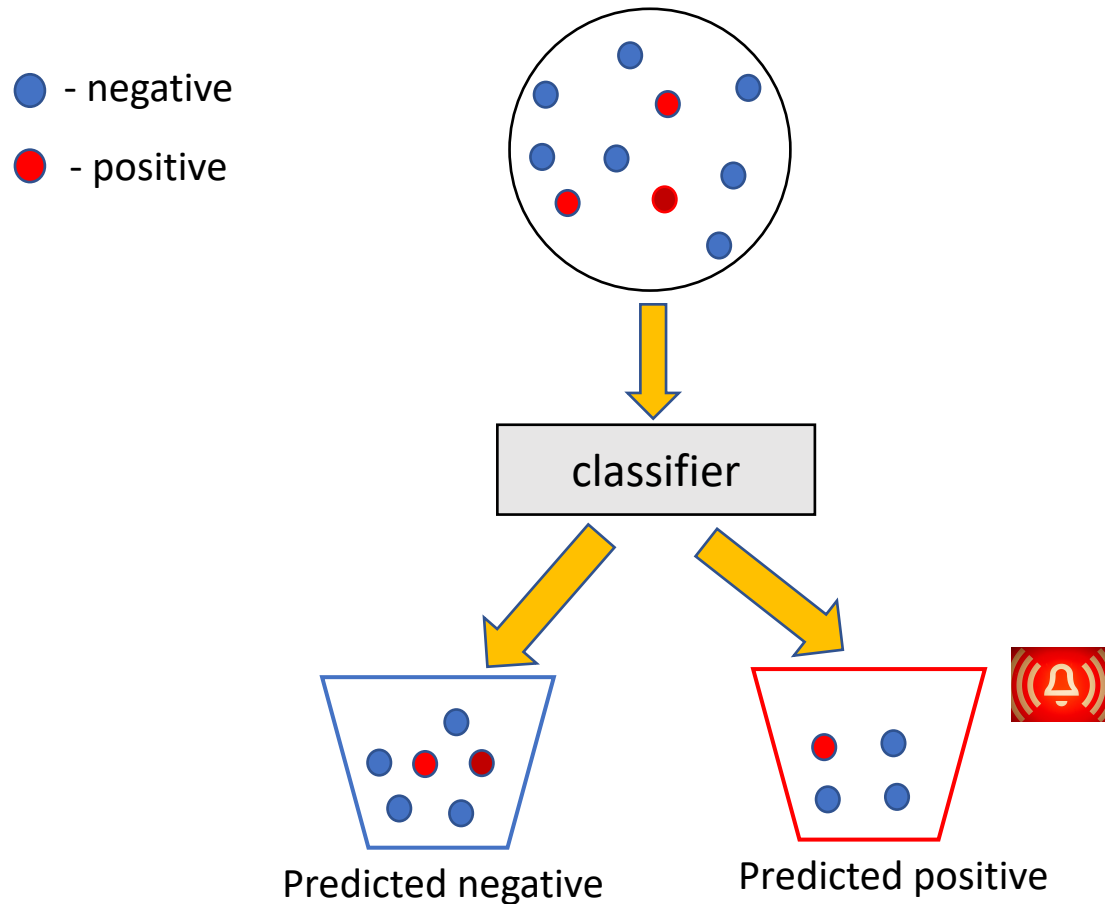 - negative
- positive
classifier
Predicted negative
Predicted positive